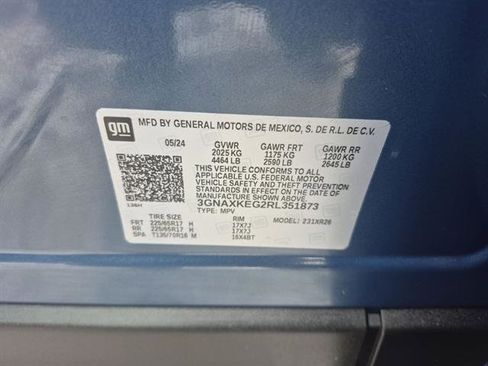 gm
MFD BY GENERAL MOTORS DE MEXICO, S. DE R.L. DE C.V.
05/24 GVWR GAWR FRT GAWR RR
2025 KG 1175 KG 1200 KG
4464 LB 2590 LB 2645 LB
THIS VEHICLE CONFORMS TO ALL
APPLICABLE U.S. FEDERAL MOTOR
VEHICLE SAFETY STANDARDS IN
EFFECT ON THE DATE OF
MANUFACTURE SHOWN ABOVE.
3GNAXKEG2RL351873
TYPE: MPV MODEL: 231XR26
TIRE SIZE RIM
FRT 225/65R17 H 17X7J
RR 225/65R17 H 17X7J
SPA T135/70R16 M 16X4BT